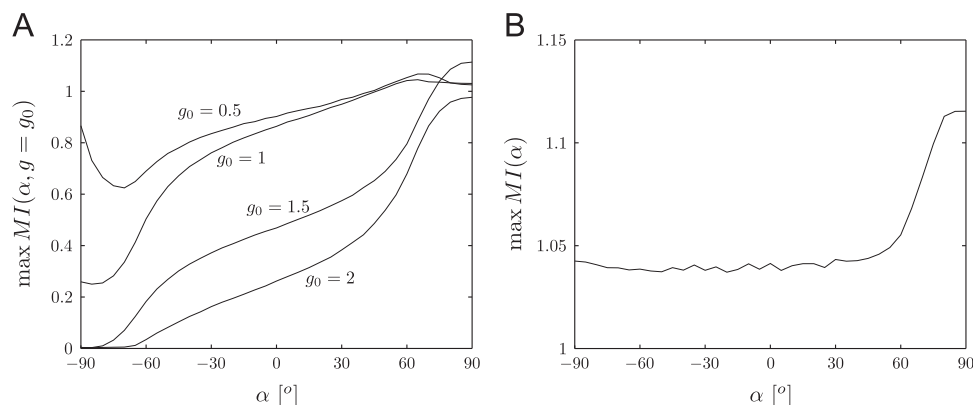 A
B
1.2
1
0.8
0.6
0.4
0.2
0
max MI(α, g = g₀)
g₀ = 0.5
g₀ = 1
g₀ = 1.5
g₀ = 2
−90 −60 −30 0 30 60 90
α [°]
1.15
1.1
1.05
1
max MI(α)
−90 −60 −30 0 30 60 90
α [°]